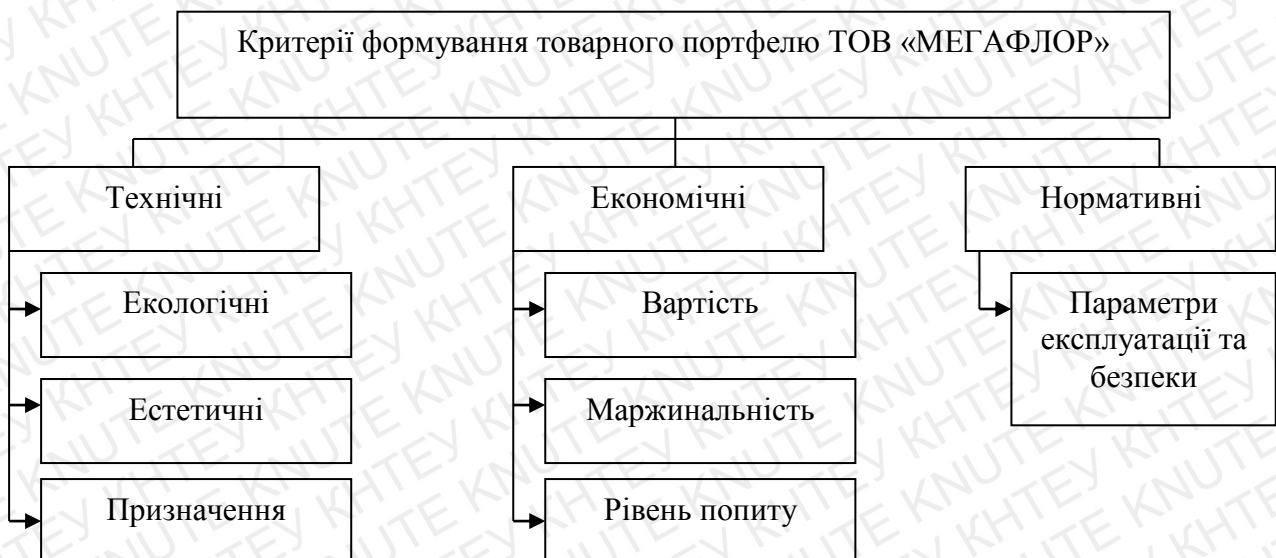 Критерії формування товарного портфелю ТОВ «МЕГАФЛОР»
Технічні
Економічні
Нормативні
Екологічні
Вартість
Параметри
експлуатації та
безпеки
Естетичні
Маржинальність
Призначення
Рівень попиту